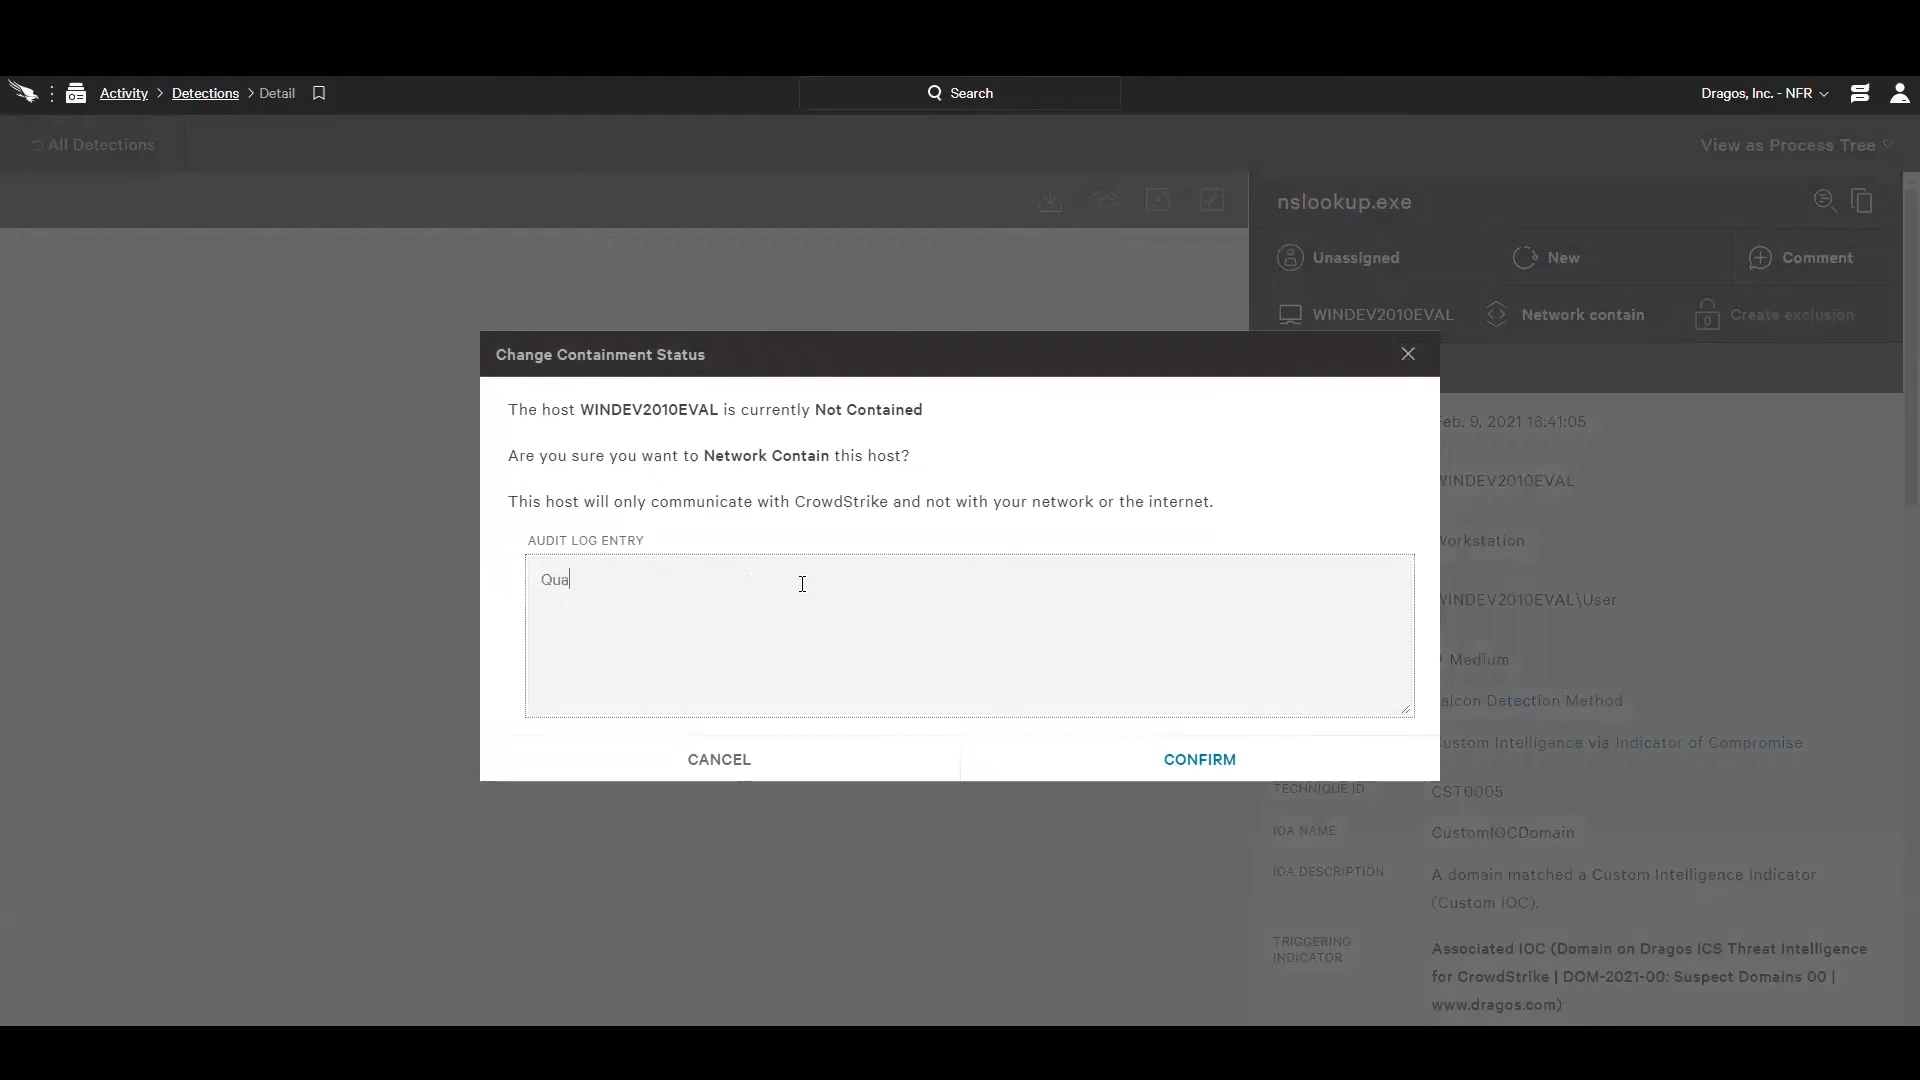 Activity > Detections > Detail
Search
Dragos, Inc. - NFR
All Detections
View as Process Tree
nslookup.exe
Unassigned
New
Comment
WINDEV2010EVAL
Network contain
Create exclusion
Change Containment Status
The host WINDEV2010EVAL is currently Not Contained
Are you sure you want to Network Contain this host?
This host will only communicate with CrowdStrike and not with your network or the internet.
AUDIT LOG ENTRY
Qua
CANCEL
CONFIRM
Feb. 9, 2021 16:41:05
WINDEV2010EVAL
Workstation
WINDEV2010EVAL\User
Medium
Falcon Detection Method
Custom Intelligence via Indicator of Compromise
TECHNIQUE ID
CST0005
IOA NAME
CustomIOCDomain
IOA DESCRIPTION
A domain matched a Custom Intelligence Indicator
(Custom IOC).
TRIGGERING
INDICATOR
Associated IOC (Domain on Dragos ICS Threat Intelligence
for CrowdStrike | DOM-2021-00: Suspect Domains 00 |
www.dragos.com)